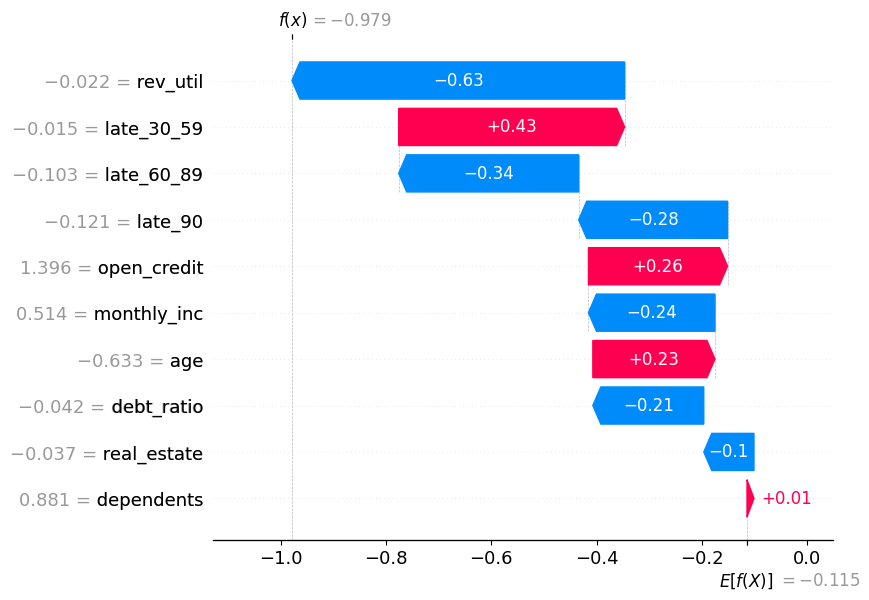 f(x) = −0.979
−0.022 = rev_util −0.63
−0.015 = late_30_59 +0.43
−0.103 = late_60_89 −0.34
−0.121 = late_90 −0.28
1.396 = open_credit +0.26
0.514 = monthly_inc −0.24
−0.633 = age +0.23
−0.042 = debt_ratio −0.21
−0.037 = real_estate −0.1
0.881 = dependents +0.01
−1.0 −0.8 −0.6 −0.4 −0.2 0.0
E[f(X)] = −0.115